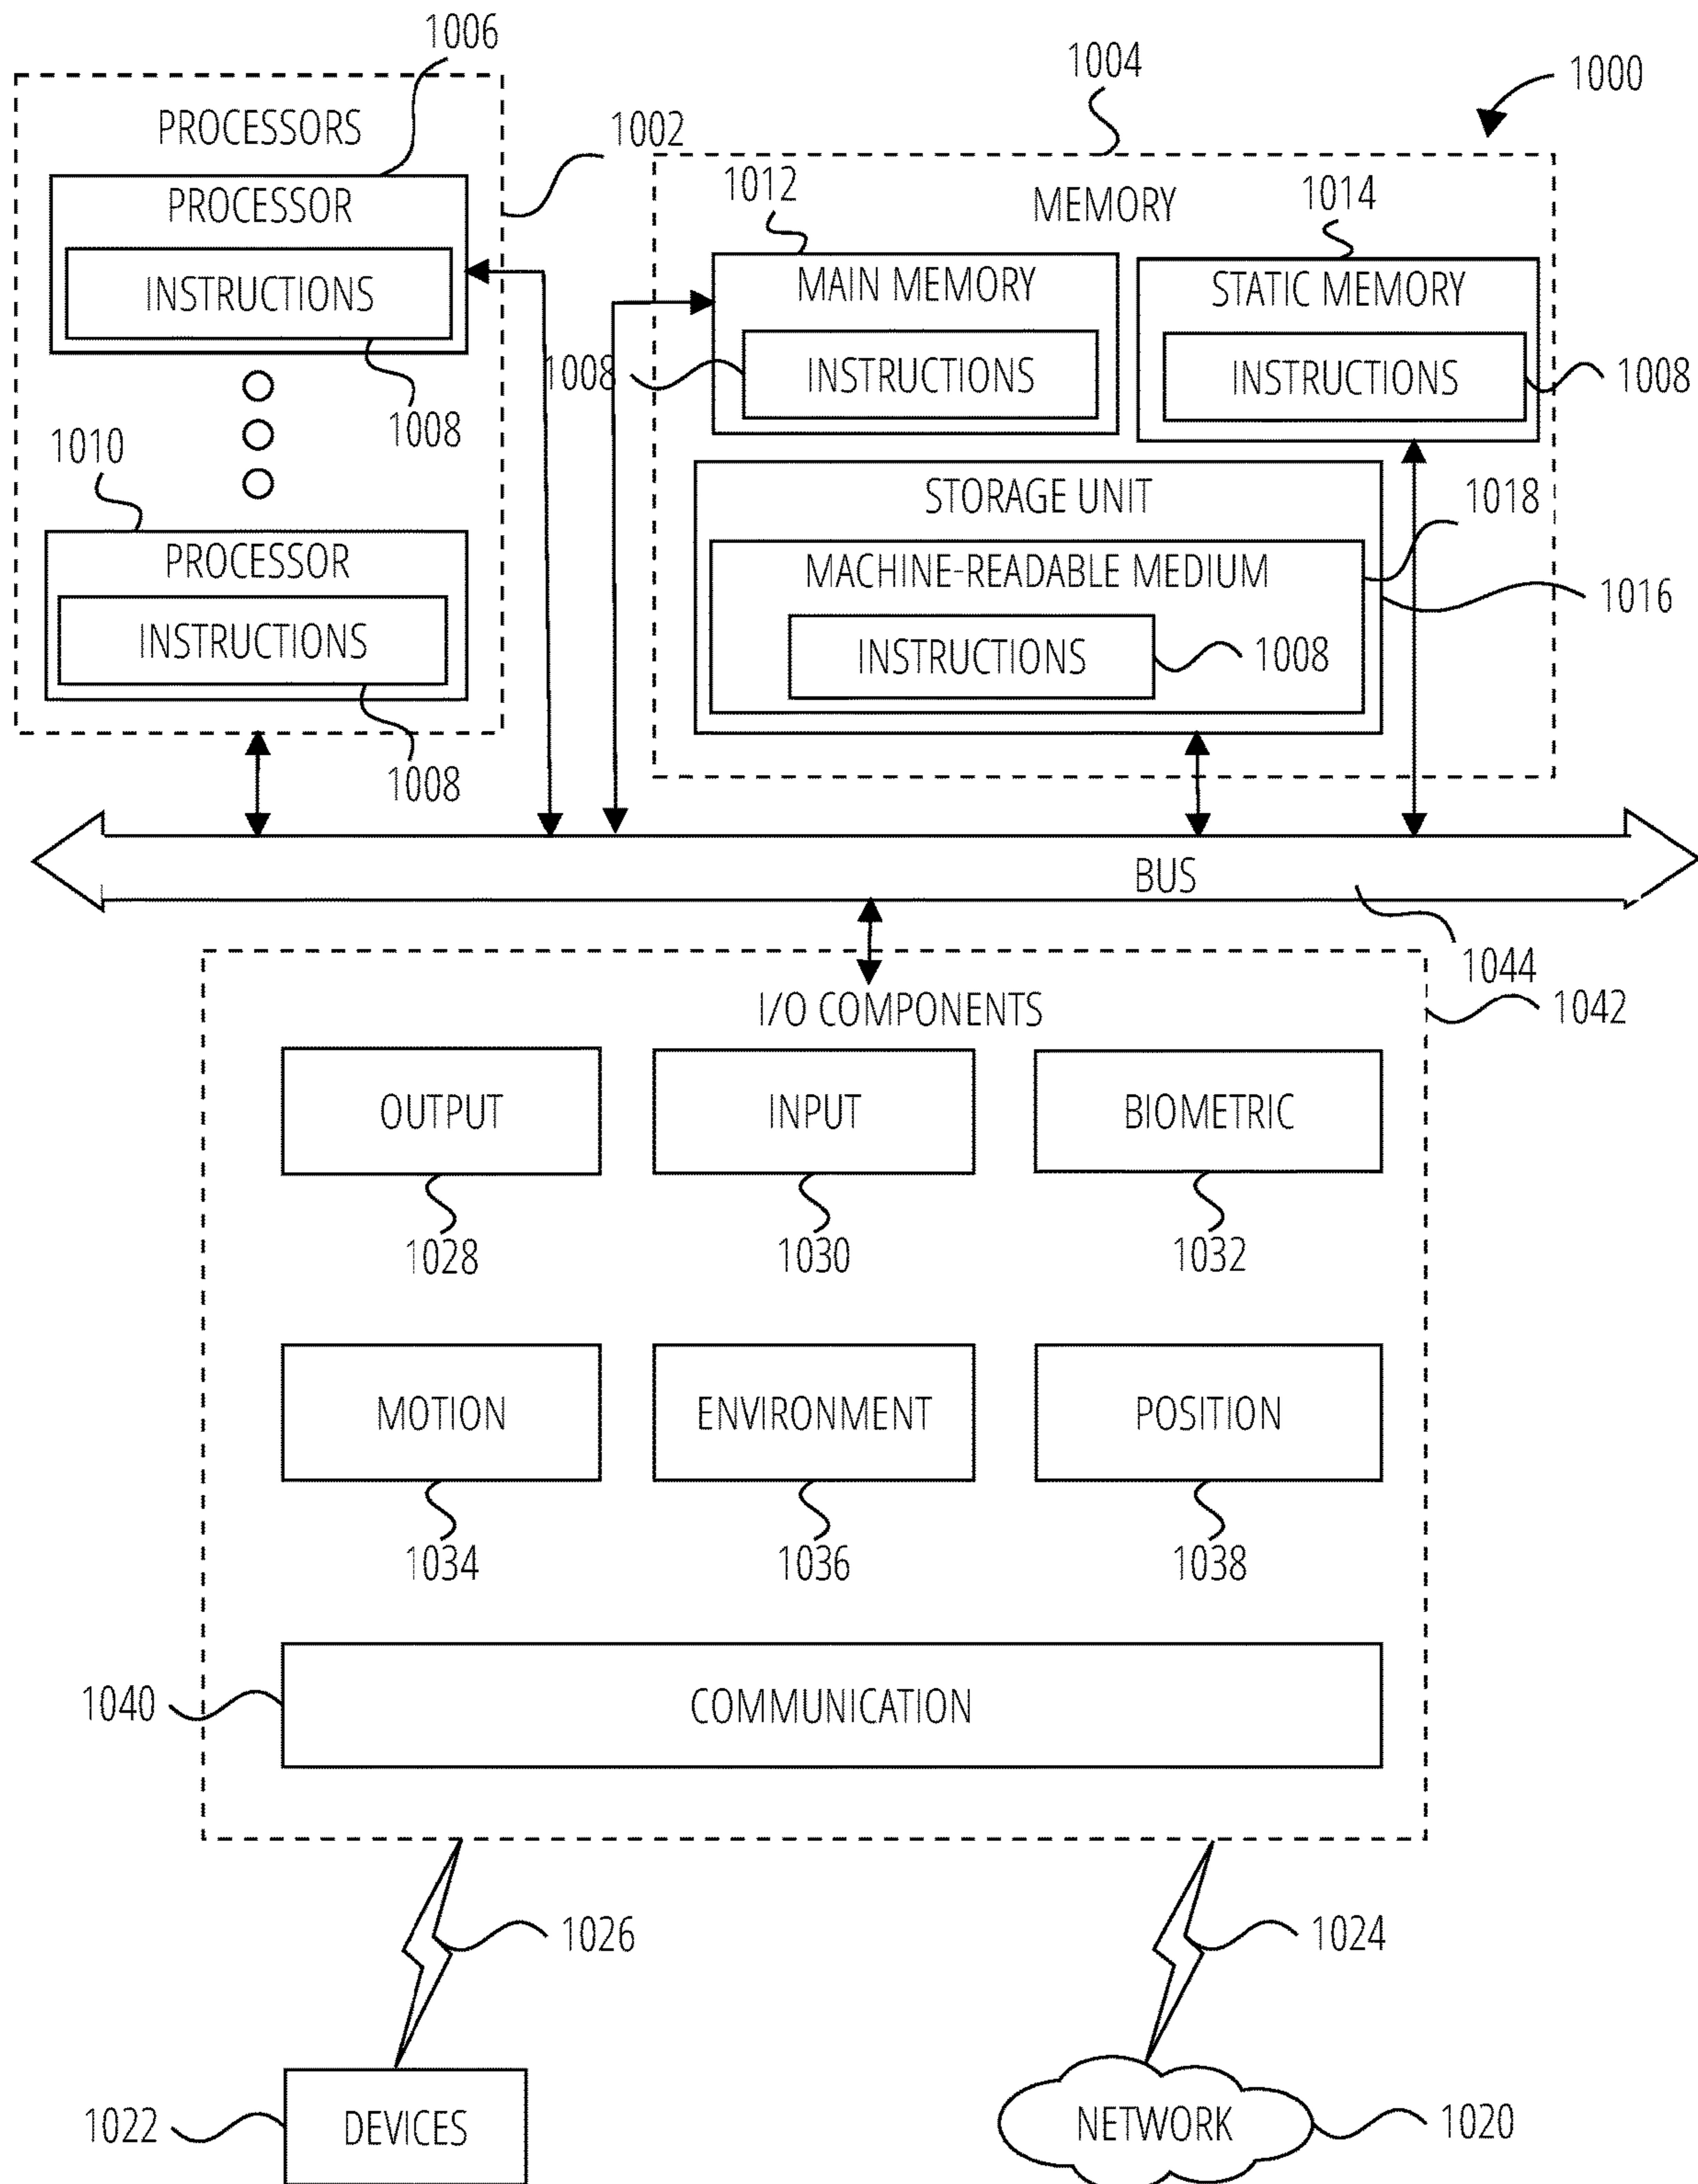 1006
1004
1000
PROCESSORS
1002
1012
MEMORY
1014
PROCESSOR
INSTRUCTIONS
MAIN MEMORY
STATIC MEMORY
1008
INSTRUCTIONS
INSTRUCTIONS
1008
1008
1010
STORAGE UNIT
1018
PROCESSOR
MACHINE-READABLE MEDIUM
1016
INSTRUCTIONS
INSTRUCTIONS
1008
1008
BUS
1044
I/O COMPONENTS
1042
OUTPUT
INPUT
BIOMETRIC
1028
1030
1032
MOTION
ENVIRONMENT
POSITION
1034
1036
1038
1040
COMMUNICATION
1026
1024
1022
DEVICES
NETWORK
1020